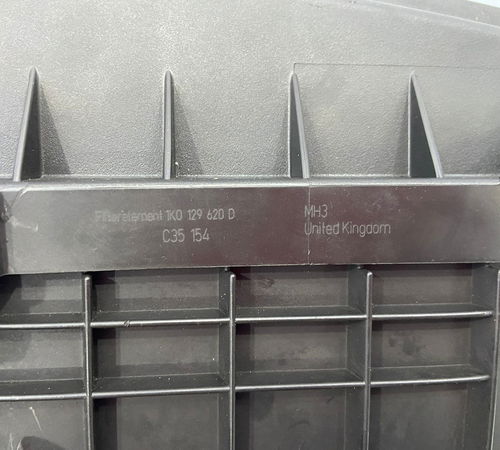 Filterelement 1K0 129 620 D
C35 154
MH3
United Kingdom